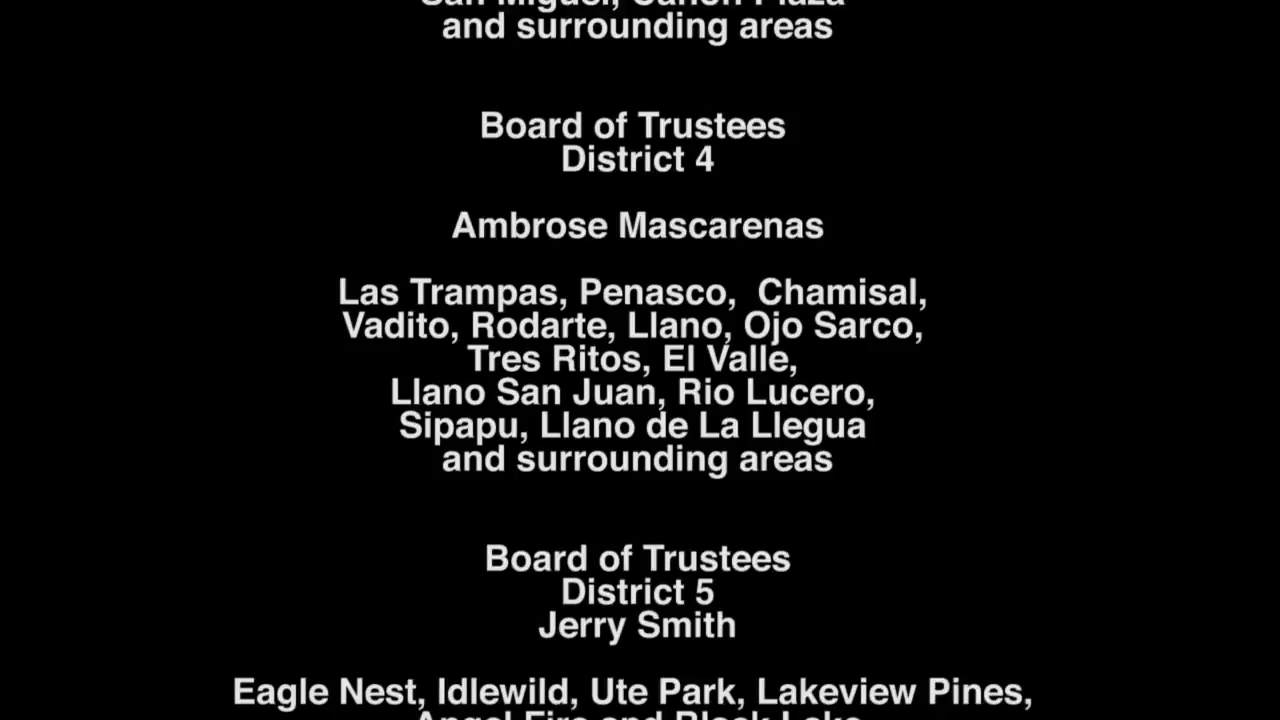 San Miguel, Canon Plaza
and surrounding areas
Board of Trustees
District 4
Ambrose Mascarenas
Las Trampas, Penasco,  Chamisal,
Vadito, Rodarte, Llano, Ojo Sarco,
Tres Ritos, El Valle,
Llano San Juan, Rio Lucero,
Sipapu, Llano de La Llegua
and surrounding areas
Board of Trustees
District 5
Jerry Smith
Eagle Nest, Idlewild, Ute Park, Lakeview Pines,
Angel Fire and Black Lake